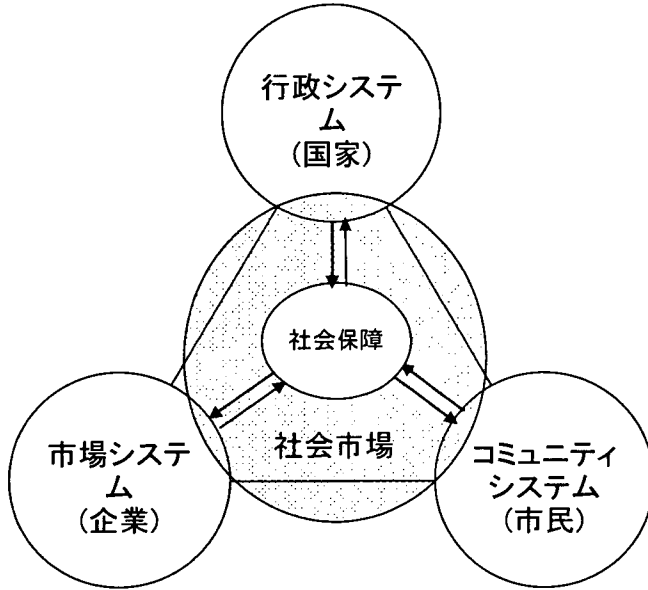 行政システ
ム
(国家)
社会保障
社会市場
市場システ
ム
(企業)
コミュニティ
システム
(市民)